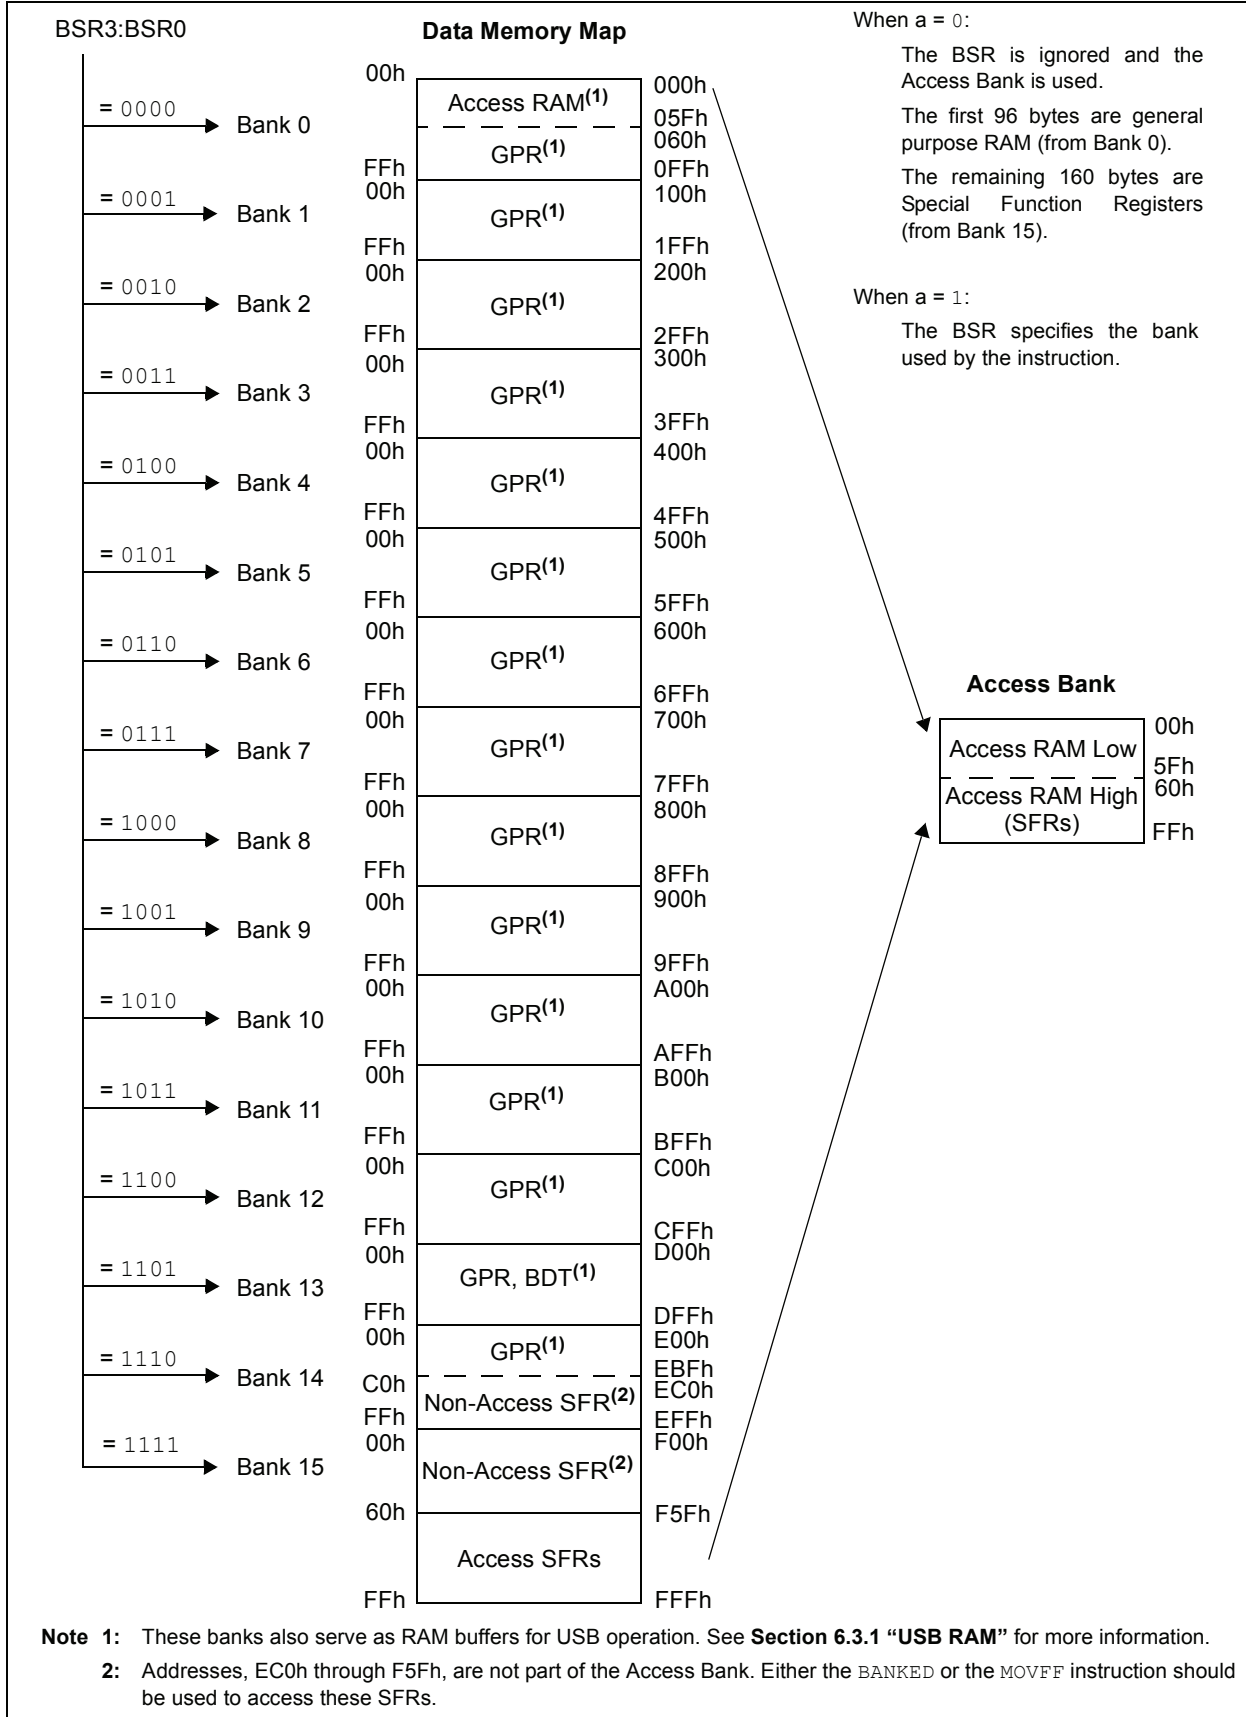 BSR3:BSR0
Data Memory Map
When a = 0:
The BSR is ignored and the
Access Bank is used.
The first 96 bytes are general
purpose RAM (from Bank 0).
The remaining 160 bytes are
Special Function Registers
(from Bank 15).
When a = 1:
The BSR specifies the bank
used by the instruction.
= 0000
Bank 0
00h
Access RAM(1)
000h
05Fh
060h
GPR(1)
FFh
0FFh
= 0001
Bank 1
00h
GPR(1)
100h
FFh
1FFh
= 0010
Bank 2
00h
GPR(1)
200h
FFh
2FFh
= 0011
Bank 3
00h
GPR(1)
300h
FFh
3FFh
= 0100
Bank 4
00h
GPR(1)
400h
FFh
4FFh
= 0101
Bank 5
00h
GPR(1)
500h
FFh
5FFh
= 0110
Bank 6
00h
GPR(1)
600h
FFh
6FFh
= 0111
Bank 7
00h
GPR(1)
700h
FFh
7FFh
= 1000
Bank 8
00h
GPR(1)
800h
FFh
8FFh
= 1001
Bank 9
00h
GPR(1)
900h
FFh
9FFh
= 1010
Bank 10
00h
GPR(1)
A00h
FFh
AFFh
= 1011
Bank 11
00h
GPR(1)
B00h
FFh
BFFh
= 1100
Bank 12
00h
GPR(1)
C00h
FFh
CFFh
= 1101
Bank 13
00h
GPR, BDT(1)
D00h
FFh
DFFh
= 1110
Bank 14
00h
GPR(1)
E00h
EBFh
C0h
Non-Access SFR(2)
EC0h
FFh
EFFh
= 1111
Bank 15
00h
Non-Access SFR(2)
F00h
60h
F5Fh
Access SFRs
FFh
FFFh
Access Bank
Access RAM Low
00h
5Fh
Access RAM High
(SFRs)
60h
FFh
Note 1: These banks also serve as RAM buffers for USB operation. See Section 6.3.1 “USB RAM” for more information.
2: Addresses, EC0h through F5Fh, are not part of the Access Bank. Either the BANKED or the MOVFF instruction should
be used to access these SFRs.